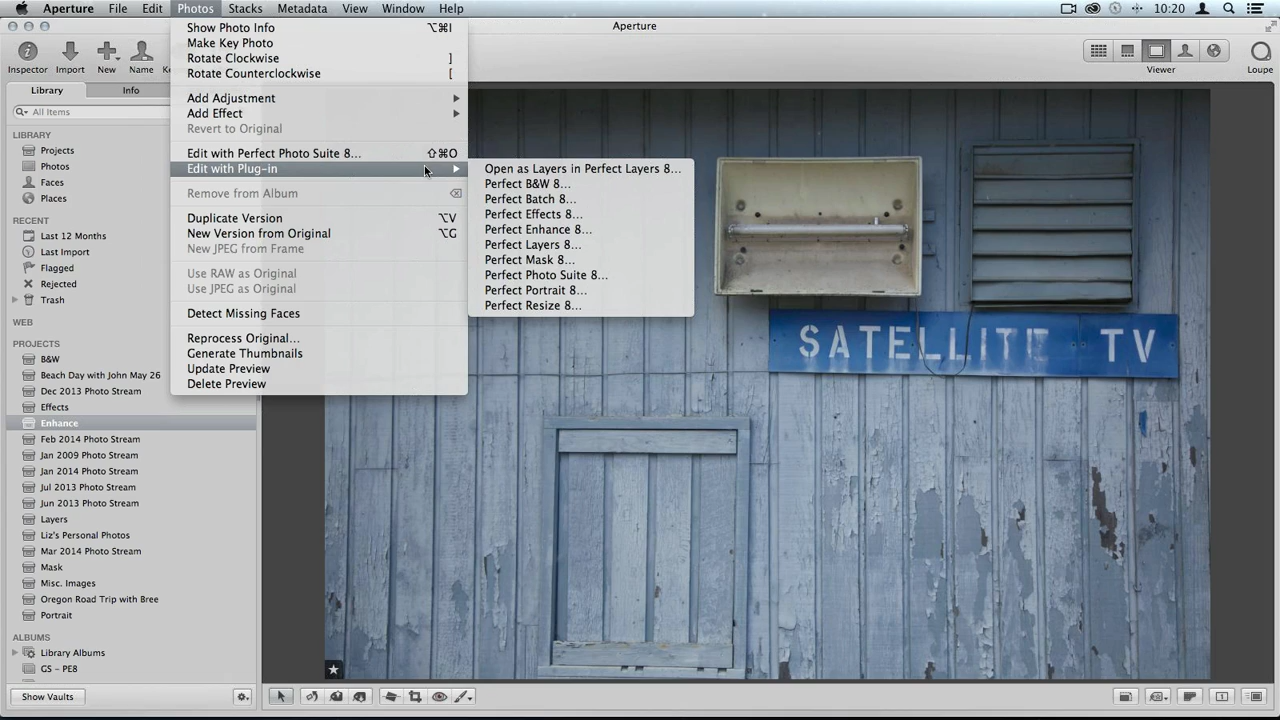 Aperture File Edit Photos Stacks Metadata View Window Help 10:20
Aperture
Inspector Import New Name Viewer Loupe
Library Info
All Items
LIBRARY
Projects
Photos
Faces
Places
RECENT
Last 12 Months
Last Import
Flagged
Rejected
Trash
WEB
PROJECTS
B&W
Beach Day with John May 26
Dec 2013 Photo Stream
Effects
Enhance
Feb 2014 Photo Stream
Jan 2009 Photo Stream
Jan 2014 Photo Stream
Jul 2013 Photo Stream
Jun 2013 Photo Stream
Layers
Liz's Personal Photos
Mar 2014 Photo Stream
Mask
Misc. Images
Oregon Road Trip with Bree
Portrait
ALBUMS
Library Albums
GS - PE8
Show Vaults
Show Photo Info ⌥⌘I
Make Key Photo
Rotate Clockwise ]
Rotate Counterclockwise [
Add Adjustment
Add Effect
Revert to Original
Edit with Perfect Photo Suite 8... ⇧⌘O
Edit with Plug-in
Remove from Album ⌫
Duplicate Version ⌥V
New Version from Original ⌥G
New JPEG from Frame
Use RAW as Original
Use JPEG as Original
Detect Missing Faces
Reprocess Original...
Generate Thumbnails
Update Preview
Delete Preview
Open as Layers in Perfect Layers 8...
Perfect B&W 8...
Perfect Batch 8...
Perfect Effects 8...
Perfect Enhance 8...
Perfect Layers 8...
Perfect Mask 8...
Perfect Photo Suite 8...
Perfect Portrait 8...
Perfect Resize 8...
SATELLITE TV